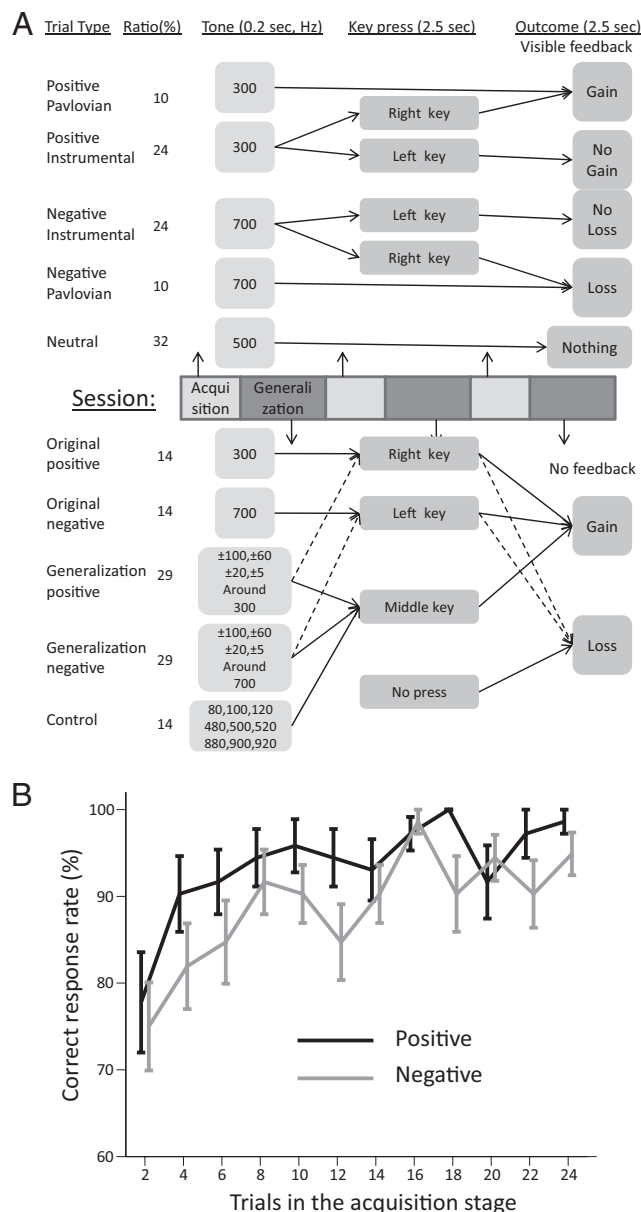 A
Trial Type Ratio(%) Tone (0.2 sec, Hz) Key press (2.5 sec) Outcome (2.5 sec)
Visible feedback
Positive
Pavlovian 10 300 Gain
Right key
Positive
Instrumental 24 300 Left key No
Gain
Negative
Instrumental 24 700 Left key No
Loss
Right key
Negative
Pavlovian 10 700 Loss
Neutral 32 500 Nothing
Session: Acqui
sition Generali
zation
Original
positive 14 300 Right key No feedback
Original
negative 14 700 Left key Gain
Generalization
positive 29 ±100,±60
±20,±5
Around
300 Middle key
Generalization
negative 29 ±100,±60
±20,±5
Around
700 Loss
No press
Control 14 80,100,120
480,500,520
880,900,920
B
Correct response rate (%)
100
90
80
70
60
Positive
Negative
2 4 6 8 10 12 14 16 18 20 22 24
Trials in the acquisition stage